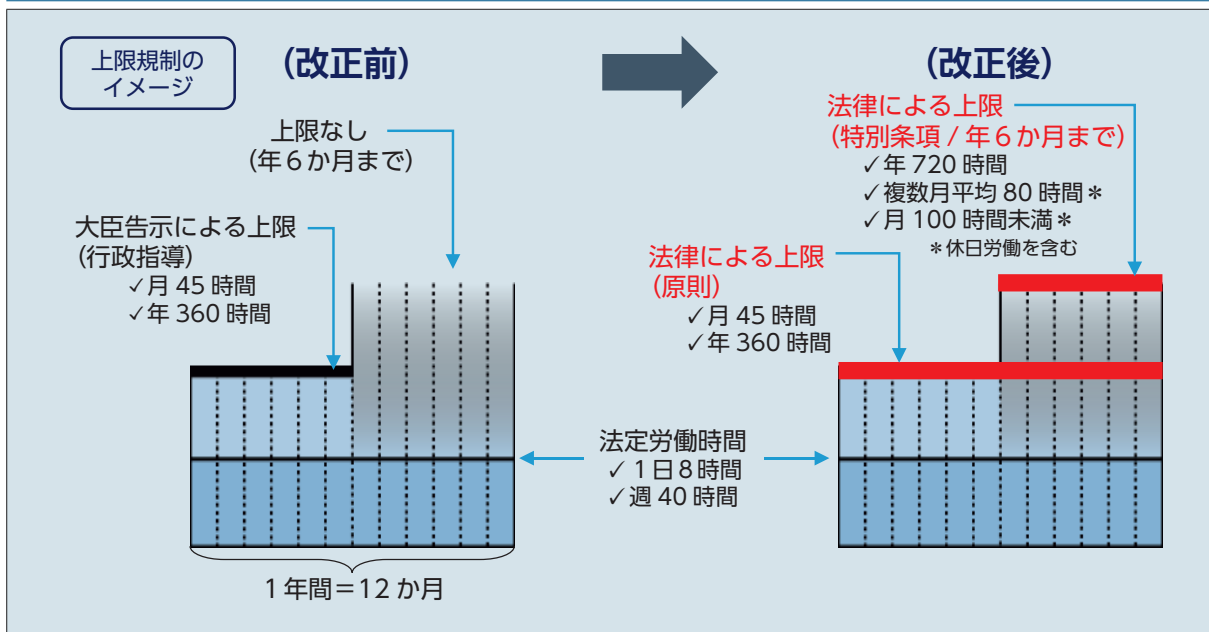 上限規制の
イメージ
(改正前)
上限なし
(年６か月まで)
大臣告示による上限
(行政指導)
✓月 45 時間
✓年 360 時間
1 年間＝12 か月
法定労働時間
✓１日８時間
✓週 40 時間
(改正後)
法律による上限
(特別条項 / 年６か月まで)
✓年 720 時間
✓複数月平均 80 時間＊
✓月 100 時間未満＊
＊休日労働を含む
法律による上限
(原則)
✓月 45 時間
✓年 360 時間